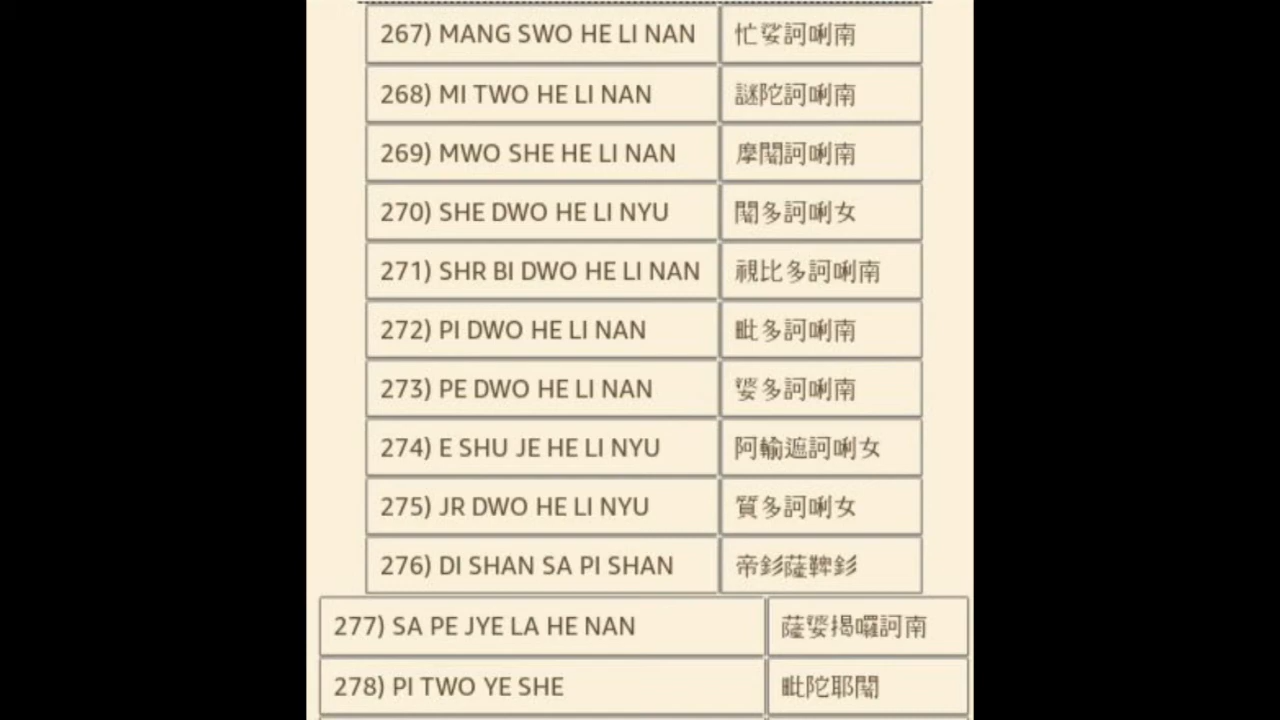 267) MANG SWO HE LI NAN 忙娑訶唎南
268) MI TWO HE LI NAN 謎陀訶唎南
269) MWO SHE HE LI NAN 摩闍訶唎南
270) SHE DWO HE LI NYU 闍多訶唎女
271) SHR BI DWO HE LI NAN 視比多訶唎南
272) PI DWO HE LI NAN 毗多訶唎南
273) PE DWO HE LI NAN 婆多訶唎南
274) E SHU JE HE LI NYU 阿輸遮訶唎女
275) JR DWO HE LI NYU 質多訶唎女
276) DI SHAN SA PI SHAN 帝釤薩鞞釤
277) SA PE JYE LA HE NAN 薩婆揭囉訶南
278) PI TWO YE SHE 毗陀耶闍